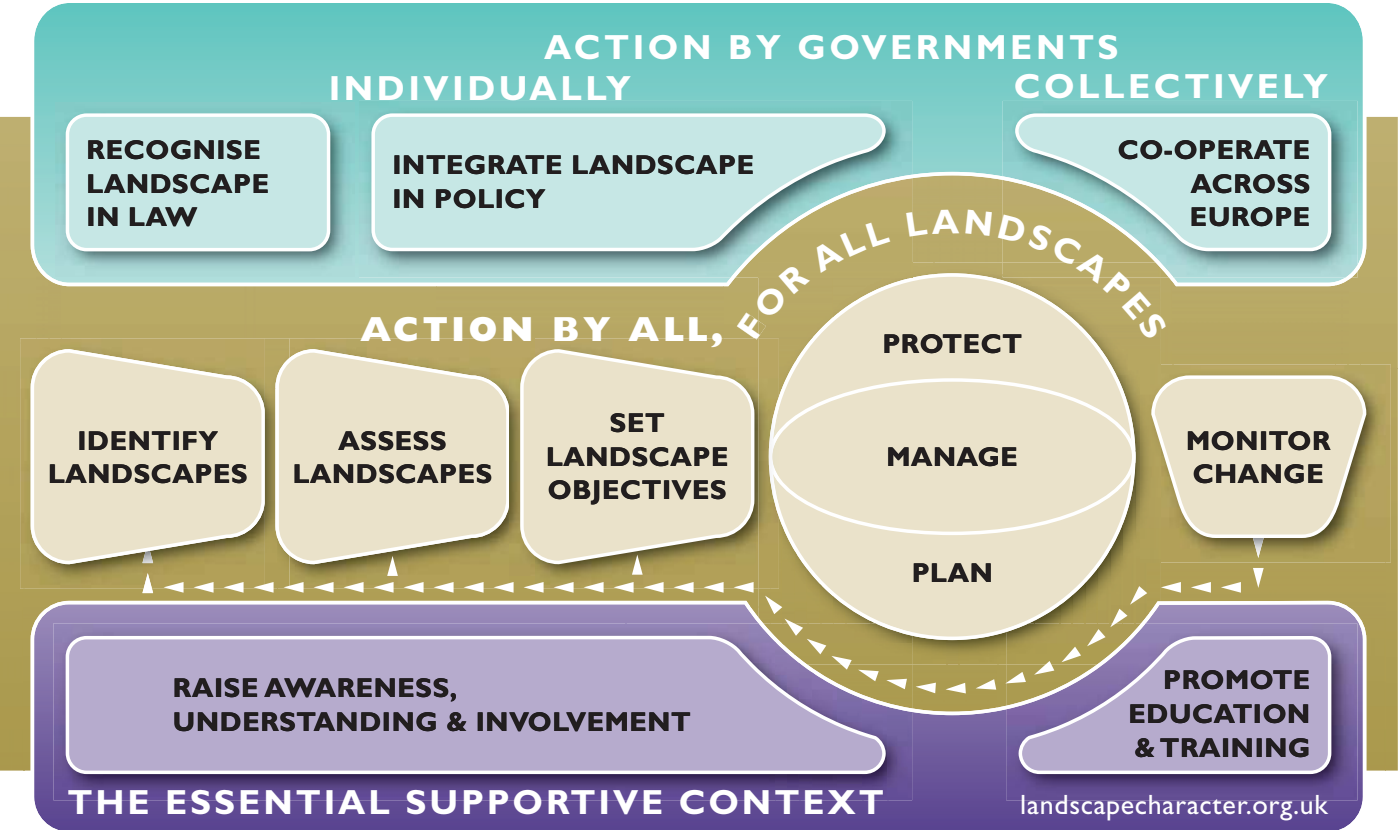 ACTION BY GOVERNMENTS
INDIVIDUALLY
COLLECTIVELY
RECOGNISE
LANDSCAPE
IN LAW
INTEGRATE LANDSCAPE
IN POLICY
CO-OPERATE
ACROSS
EUROPE
ACTION BY ALL, FOR ALL LANDSCAPES
IDENTIFY
LANDSCAPES
ASSESS
LANDSCAPES
SET
LANDSCAPE
OBJECTIVES
PROTECT
MANAGE
PLAN
MONITOR
CHANGE
RAISE AWARENESS,
UNDERSTANDING & INVOLVEMENT
PROMOTE
EDUCATION
& TRAINING
THE ESSENTIAL SUPPORTIVE CONTEXT
landscapecharacter.org.uk